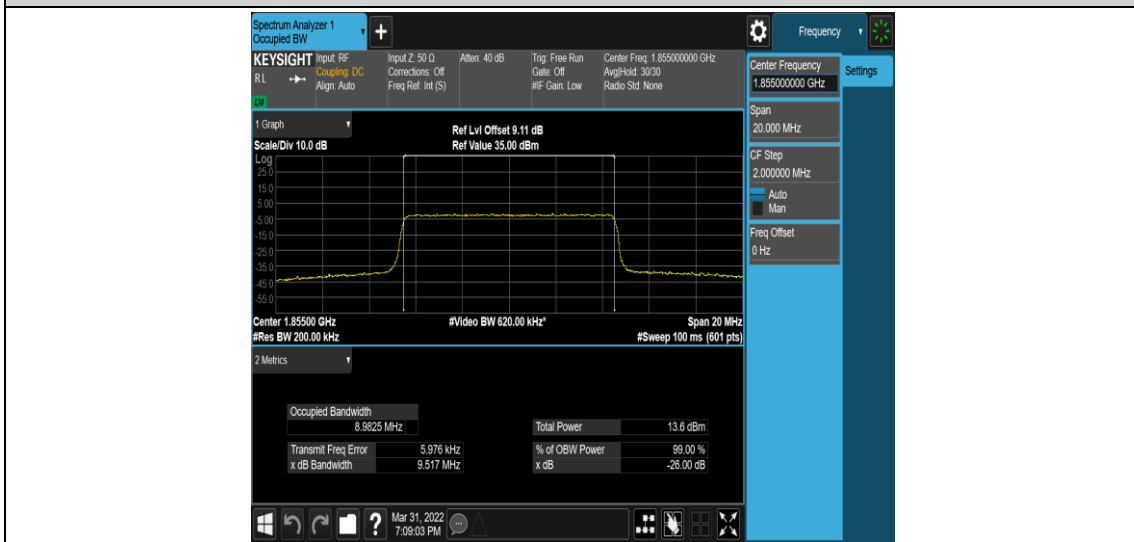 Spectrum Analyzer 1
Occupied BW
+
Frequency
KEYSIGHT
RL
Input: RF
Coupling: DC
Align: Auto
Input Z: 50 Ω
Corrections: Off
Freq Ref: Int (S)
Atten: 40 dB
Trig: Free Run
Gate: Off
#IF Gain: Low
Center Freq: 1.855000000 GHz
Avg|Hold: 30/30
Radio Std: None
Center Frequency
1.855000000 GHz
Settings
Span
20.000 MHz
CF Step
2.000000 MHz
Auto
Man
Freq Offset
0 Hz
1 Graph
Scale/Div 10.0 dB
Ref Lvl Offset 9.11 dB
Ref Value 35.00 dBm
Log
25.0
15.0
5.00
-5.00
-15.0
-25.0
-35.0
-45.0
-55.0
Center 1.85500 GHz
#Res BW 200.00 kHz
#Video BW 620.00 kHz*
Span 20 MHz
#Sweep 100 ms (601 pts)
2 Metrics
Occupied Bandwidth
8.9825 MHz
Transmit Freq Error 5.976 kHz
x dB Bandwidth 9.517 MHz
Total Power 13.6 dBm
% of OBW Power 99.00 %
x dB -26.00 dB
?
Mar 31, 2022
7:09:03 PM